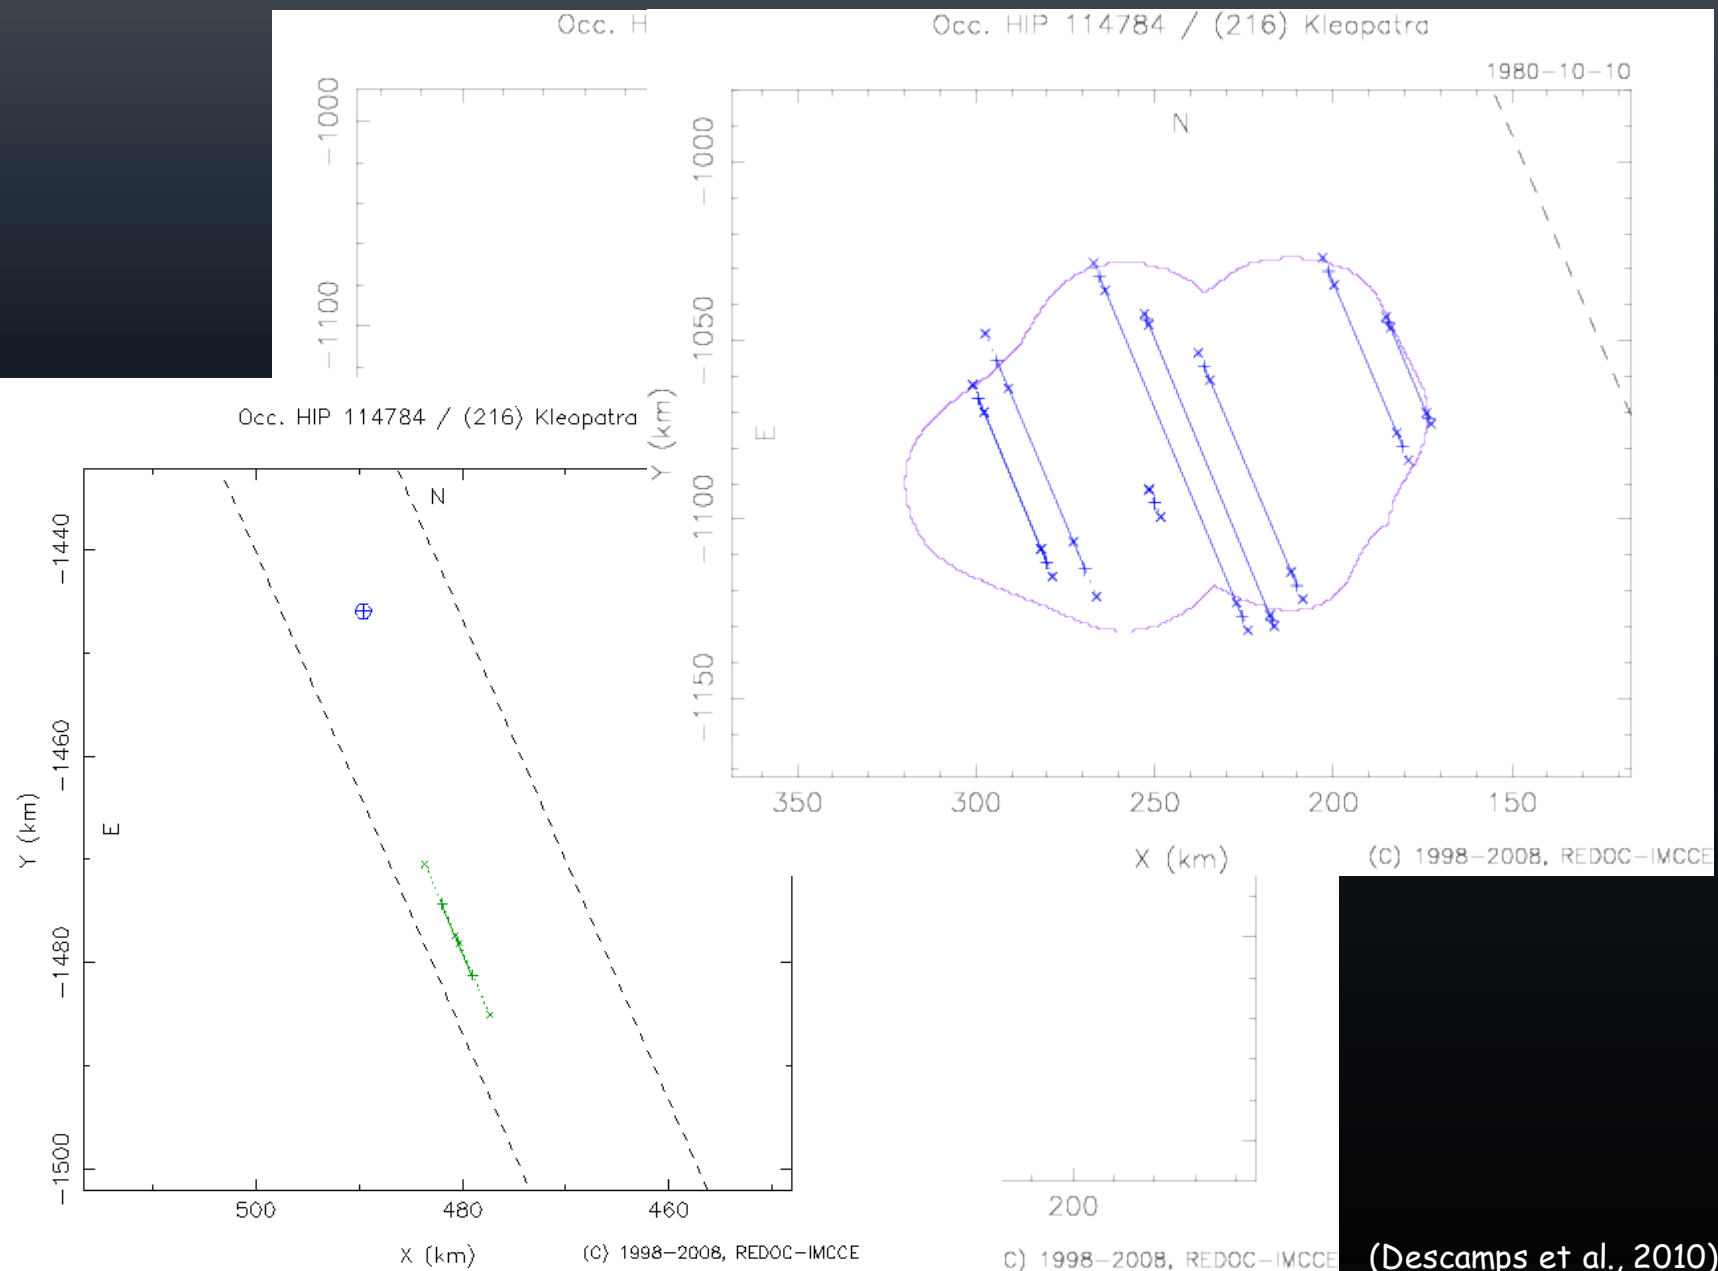 Occ. H
Occ. HIP 114784 / (216) Kleopatra
1980-10-10
N
-1000
-1100
-1000
-1050
-1100
-1150
Y (km)
E
350 300 250 200 150
X (km)
(C) 1998-2008, REDOC-IMCCE
Occ. HIP 114784 / (216) Kleopatra
N
-1440
-1460
-1480
-1500
Y (km)
E
500 480 460
X (km)
(C) 1998-2008, REDOC-IMCCE
200
C) 1998-2008, REDOC-IMCCE
(Descamps et al., 2010)